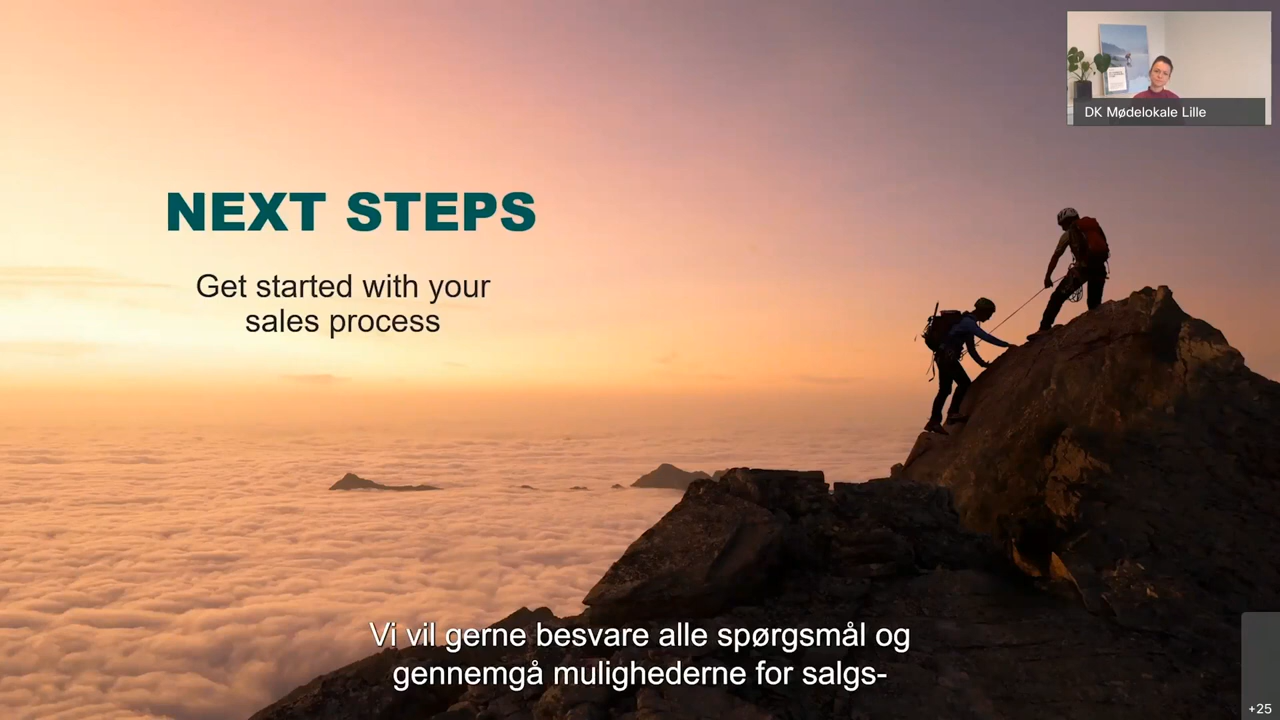 DK Mødelokale Lille
NEXT STEPS
Get started with your
sales process
Vi vil gerne besvare alle spørgsmål og
gennemgå mulighederne for salgs-
+25